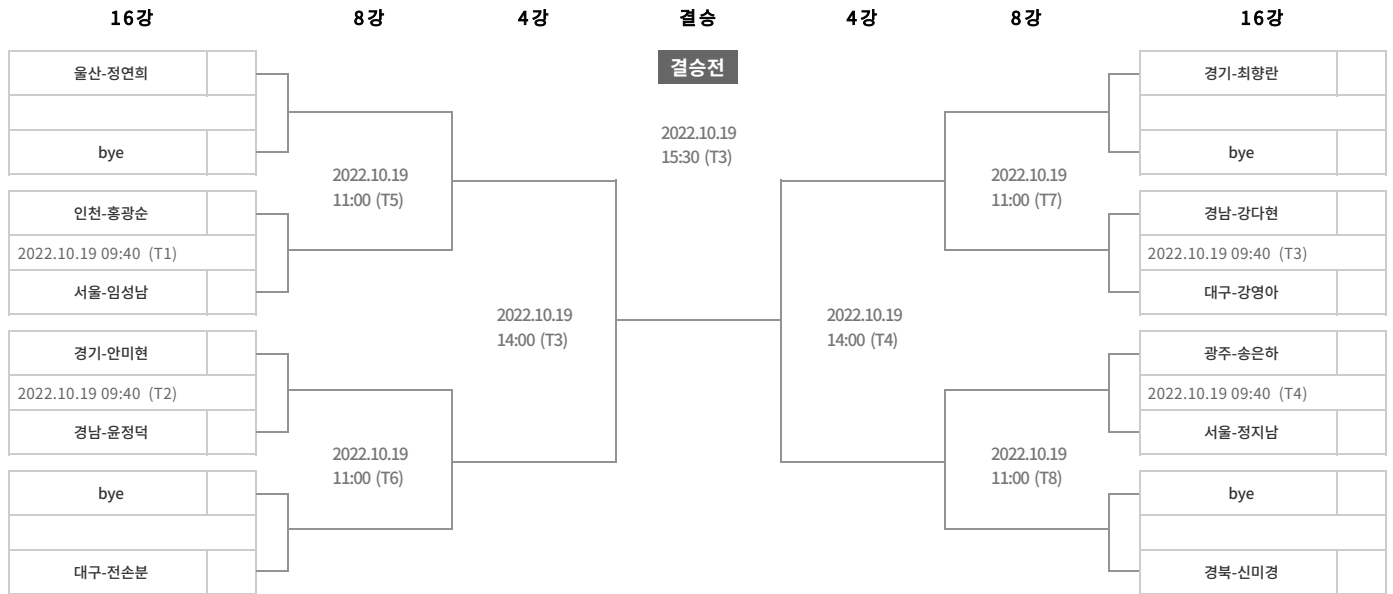 16강 8강 4강 결승 4강 8강 16강
결승전
울산-정연희
bye
인천-홍광순
2022.10.19 09:40 (T1)
서울-임성남
경기-안미현
2022.10.19 09:40 (T2)
경남-윤정덕
bye
대구-전손분
2022.10.19
11:00 (T5)
2022.10.19
11:00 (T6)
2022.10.19
14:00 (T3)
2022.10.19
15:30 (T3)
2022.10.19
14:00 (T4)
2022.10.19
11:00 (T7)
2022.10.19
11:00 (T8)
경기-최향란
bye
경남-강다현
2022.10.19 09:40 (T3)
대구-강영아
광주-송은하
2022.10.19 09:40 (T4)
서울-정지남
bye
경북-신미경